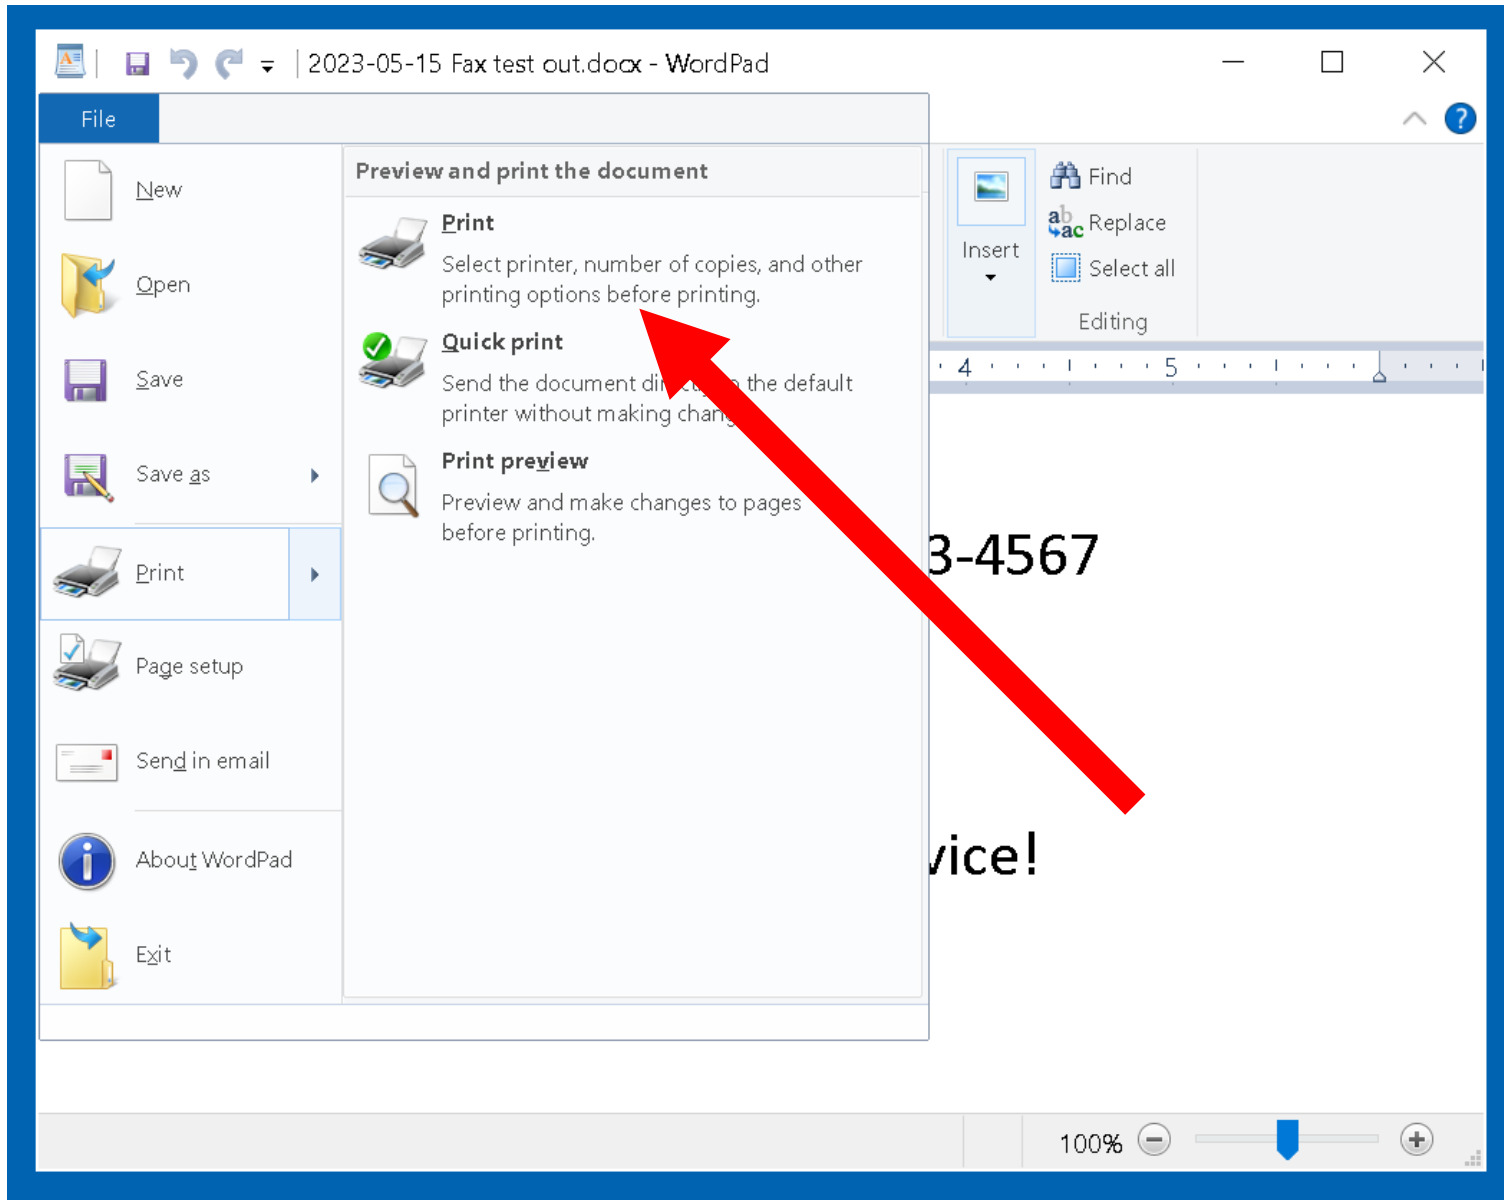 2023-05-15 Fax test out.docx - WordPad
File
?
New
Open
Save
Save as
Print
Page setup
Send in email
About WordPad
Exit
Preview and print the document
Print
Select printer, number of copies, and other
printing options before printing.
Quick print
Send the document the default
printer without making
Print preview
Preview and make changes to pages
before printing.
Insert
Find
ab
ac Replace
Select all
Editing
4 5
3-4567
vice!
100%